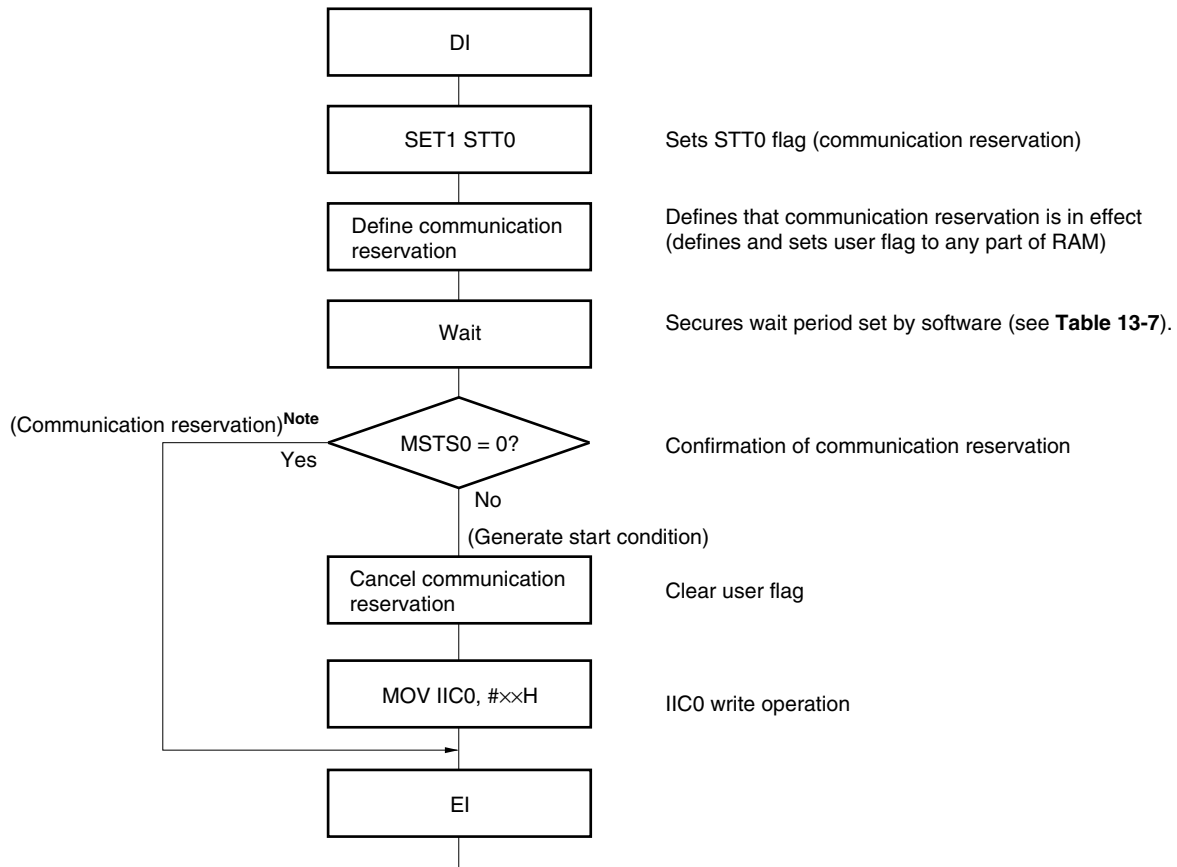 DI
SET1 STT0
Sets STT0 flag (communication reservation)
Define communication
reservation
Defines that communication reservation is in effect
(defines and sets user flag to any part of RAM)
Wait
Secures wait period set by software (see Table 13-7).
(Communication reservation)Note
MSTS0 = 0?
Confirmation of communication reservation
Yes
No
(Generate start condition)
Cancel communication
reservation
Clear user flag
MOV IIC0, #××H
IIC0 write operation
EI